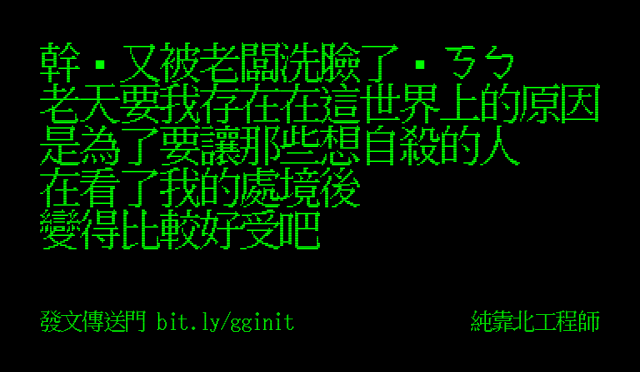 幹▪又被老闆洗臉了▪ㄎㄅ
老天要我存在在這世界上的原因
是為了要讓那些想自殺的人
在看了我的處境後
變得比較好受吧
發文傳送門 bit.ly/gginit
純靠北工程師